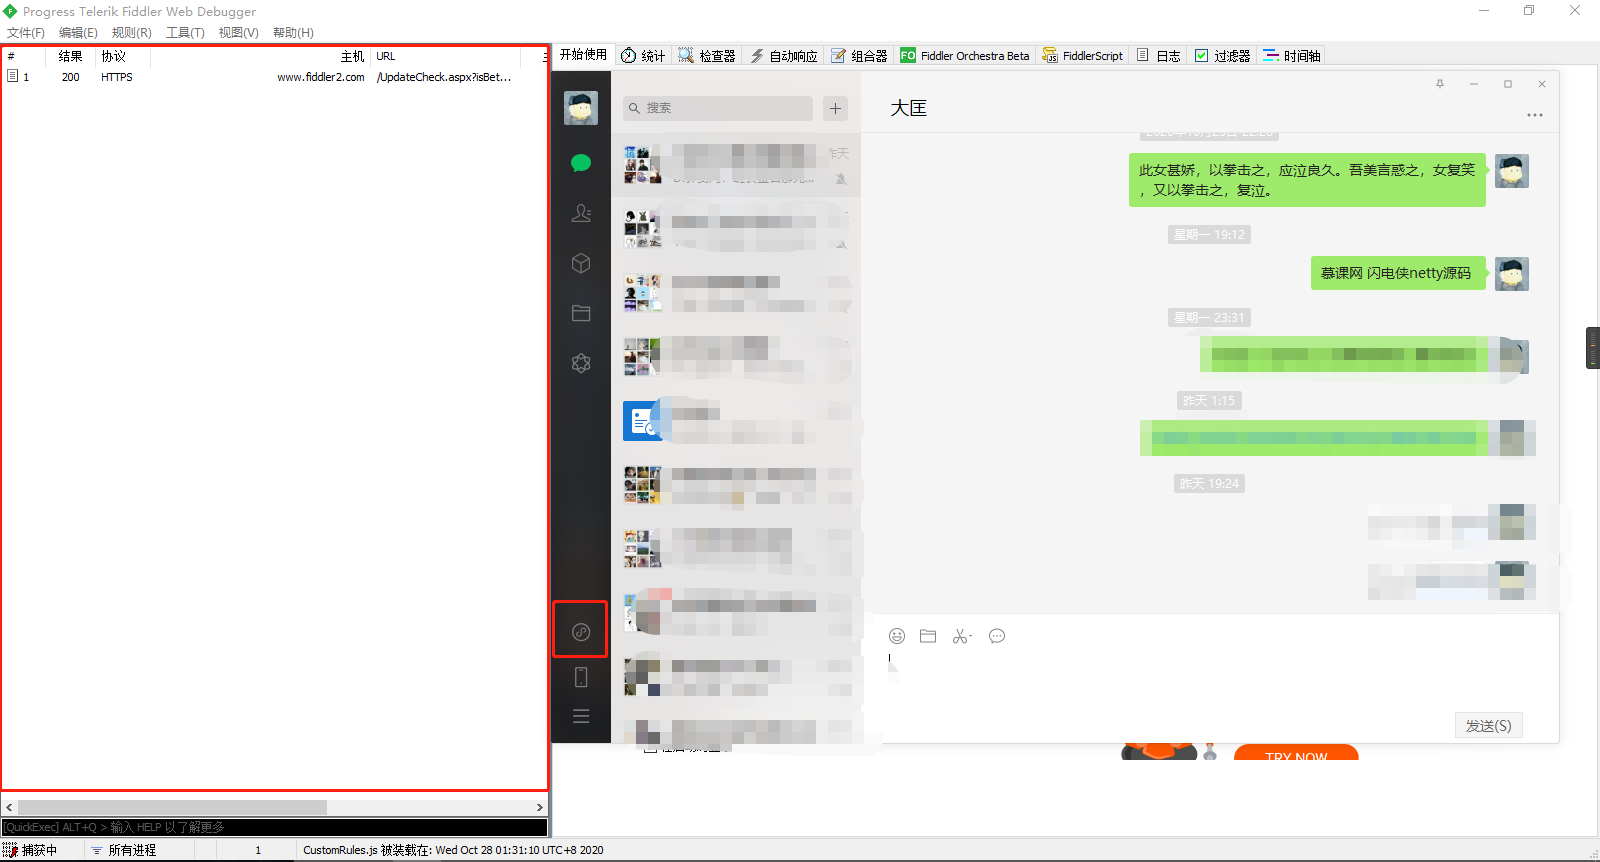 Progress Telerik Fiddler Web Debugger
文件(F) 编辑(E) 规则(R) 工具(T) 视图(V) 帮助(H)
# 结果 协议 主机 URL
1 200 HTTPS www.fiddler2.com /UpdateCheck.aspx?isBet...
开始使用 统计 检查器 自动响应 组合器 FO Fiddler Orchestra Beta FiddlerScript 日志 过滤器 时间轴
搜索
昨天
大匡
此女甚娇，以拳击之，应泣良久。吾美言惑之，女复笑
，又以拳击之，复泣。
星期一 19:12
慕课网 闪电侠netty源码
星期一 23:31
昨天 1:15
昨天 19:24
发送(S)
TRY NOW
[QuickExec] ALT+Q > 输入 HELP 以了解更多
捕获中 所有进程 1 CustomRules.js 被装载在: Wed Oct 28 01:31:10 UTC+8 2020